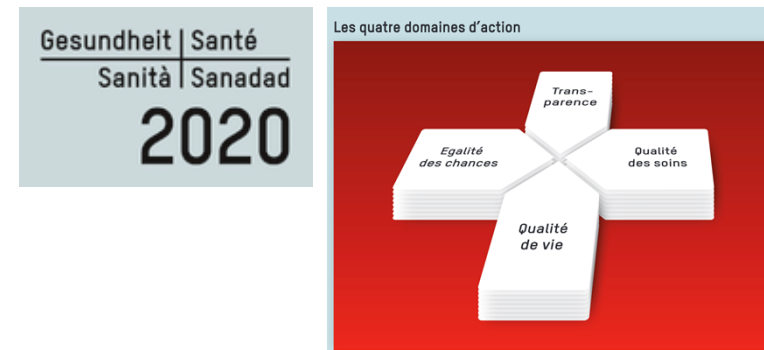 Gesundheit | Santé
Sanità | Sanadad
2020
Les quatre domaines d'action
Trans-
parence
Egalité
des chances
Qualité
des soins
Qualité
de vie